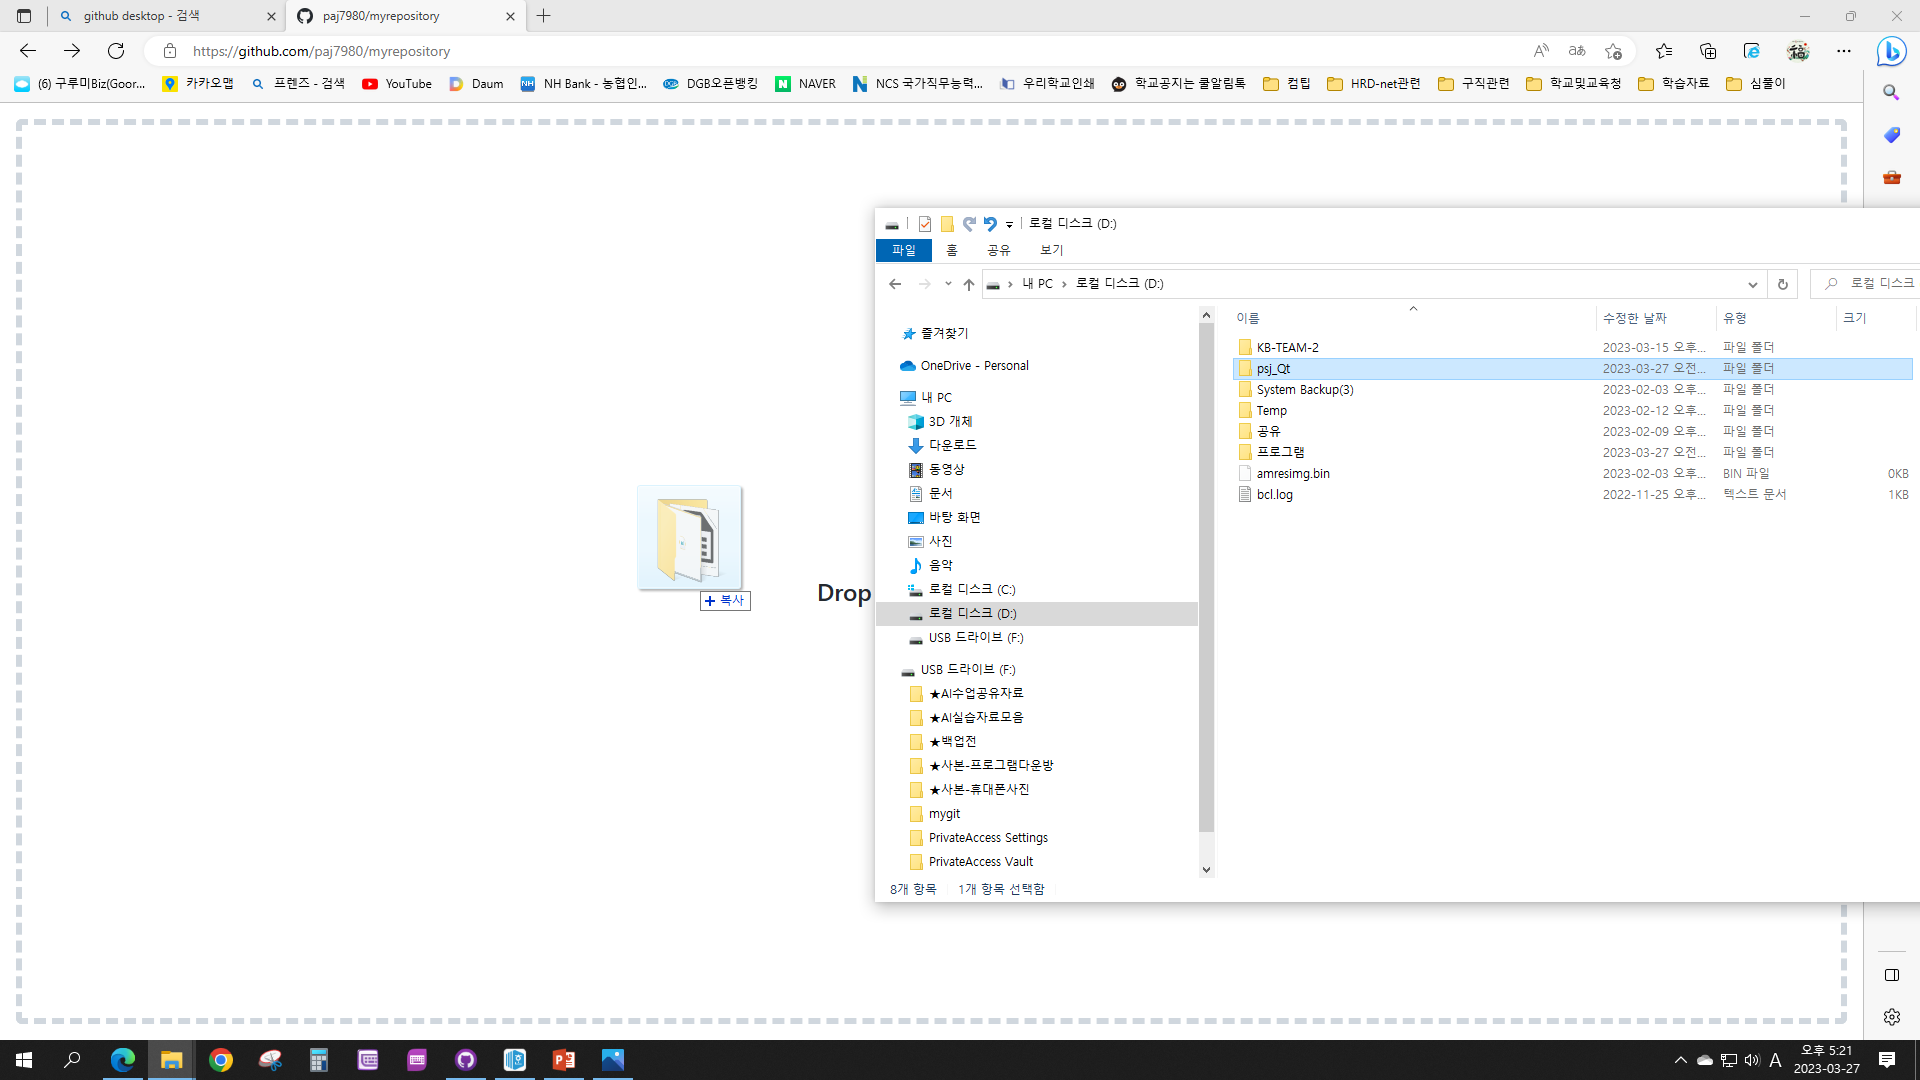 github desktop - 검색
paj7980/myrepository
https://github.com/paj7980/myrepository
(6) 구루미Biz(Goor...
카카오맵
프렌즈 - 검색
YouTube
Daum
NH Bank - 농협인...
DGB오픈뱅킹
NAVER
NCS 국가직무능력...
우리학교인쇄
학교공지는 쿨알림톡
컴팁
HRD-net관련
구직관련
학교및교육청
학습자료
심풀이
로컬 디스크 (D:)
파일 홈 공유 보기
내 PC > 로컬 디스크 (D:)
로컬 디스크
즐겨찾기
OneDrive - Personal
내 PC
3D 개체
다운로드
동영상
문서
바탕 화면
사진
음악
로컬 디스크 (C:)
로컬 디스크 (D:)
USB 드라이브 (F:)
USB 드라이브 (F:)
★AI수업공유자료
★AI실습자료모음
★백업전
★사본-프로그램다운방
★사본-휴대폰사진
mygit
PrivateAccess Settings
PrivateAccess Vault
이름 수정한 날짜 유형 크기
KB-TEAM-2 2023-03-15 오후... 파일 폴더
psj_Qt 2023-03-27 오전... 파일 폴더
System Backup(3) 2023-02-03 오후... 파일 폴더
Temp 2023-02-12 오후... 파일 폴더
공유 2023-02-09 오후... 파일 폴더
프로그램 2023-03-27 오전... 파일 폴더
amresimg.bin 2023-02-03 오후... BIN 파일 0KB
bcl.log 2022-11-25 오후... 텍스트 문서 1KB
8개 항목 1개 항목 선택함
Drop
+ 복사
A
오후 5:21
2023-03-27